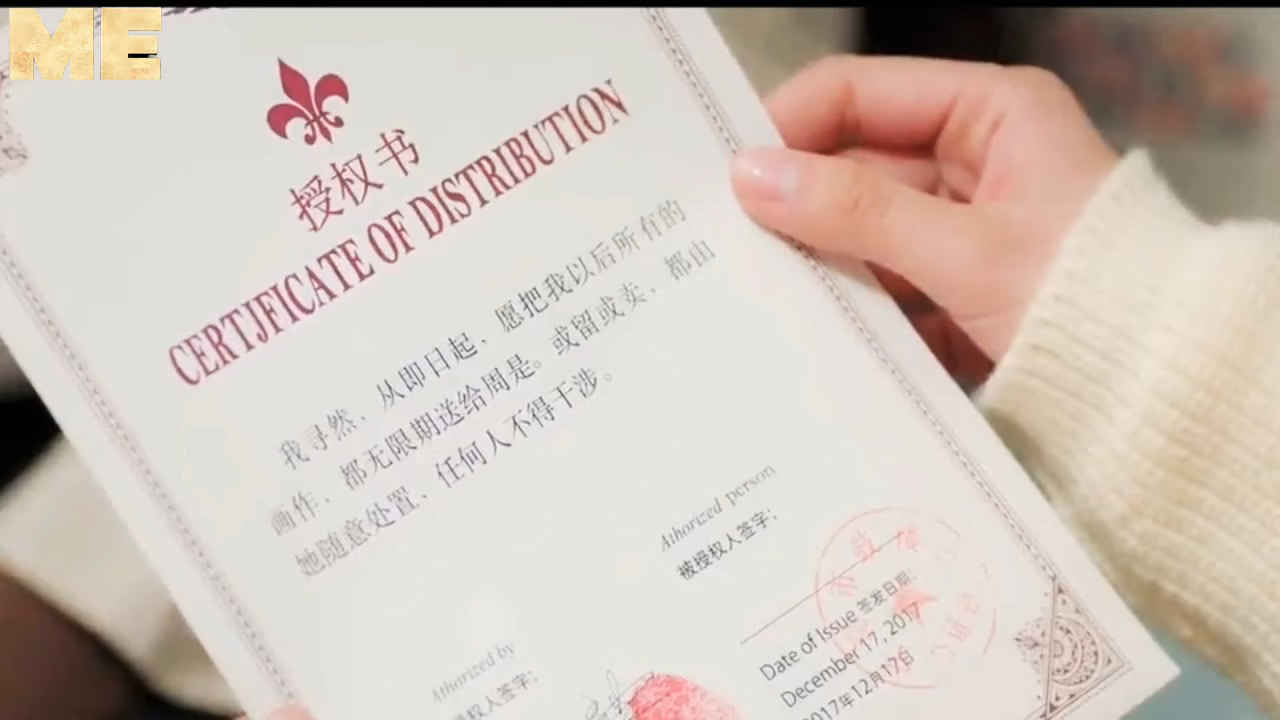 ME
授权书
CERTJFICATE OF DISTRIBUTION
我寻然，从即日起，愿把我以后所有的
画作，都无限期送给周是。或留或卖，都由
她随意处置，任何人不得干涉。
Athorized person
被授权人签字：
Date of Issue 签发日期：
December 17, 2017
2017年12月17日
Athorized by
授权人签字：